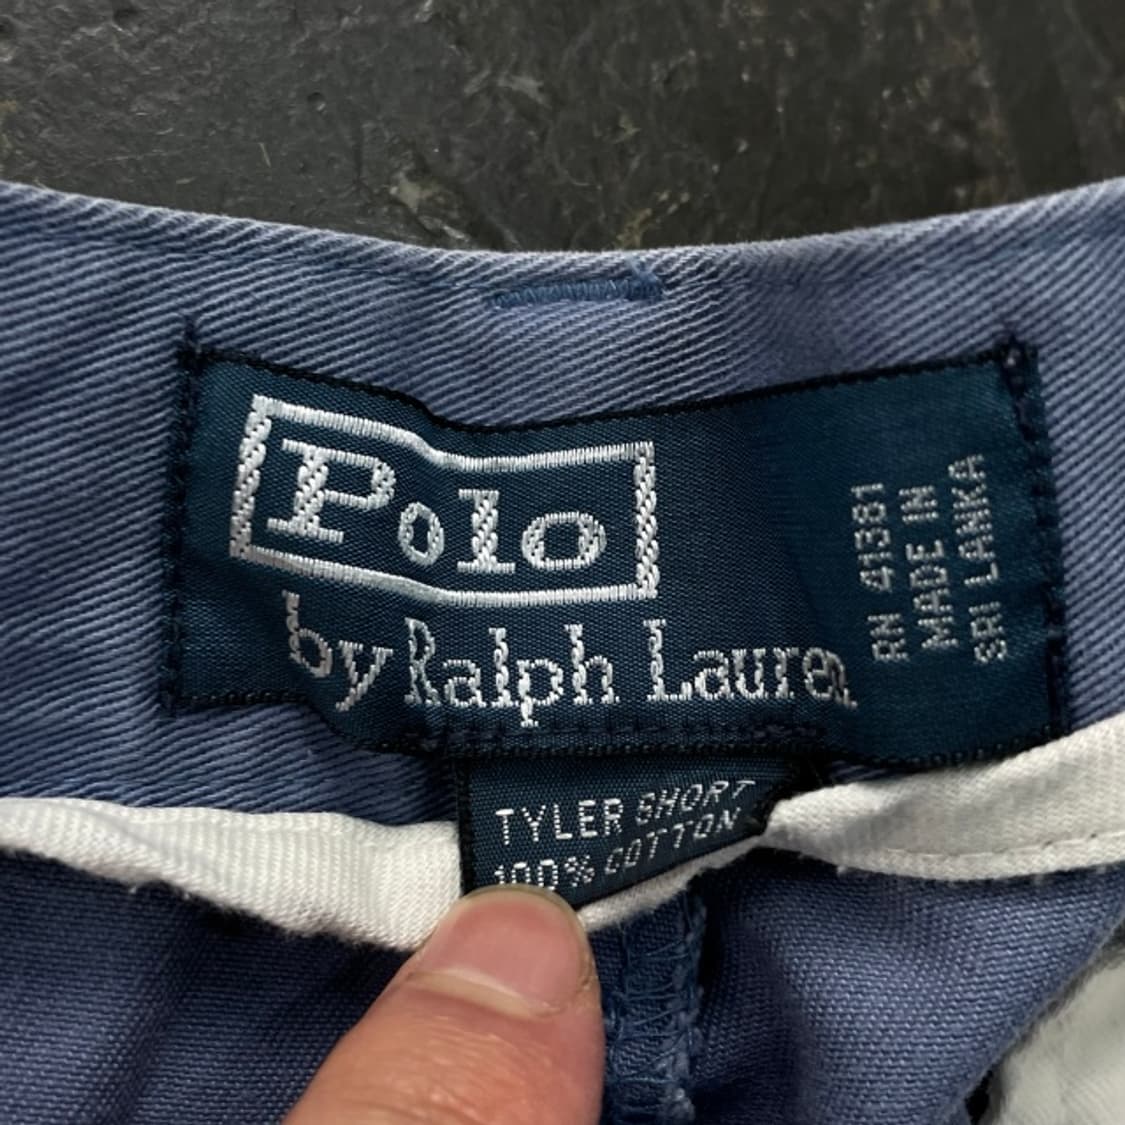 Polo
by Ralph Lauren
RN 41381
MADE IN
SRI LANKA
TYLER SHORT
100% COTTON